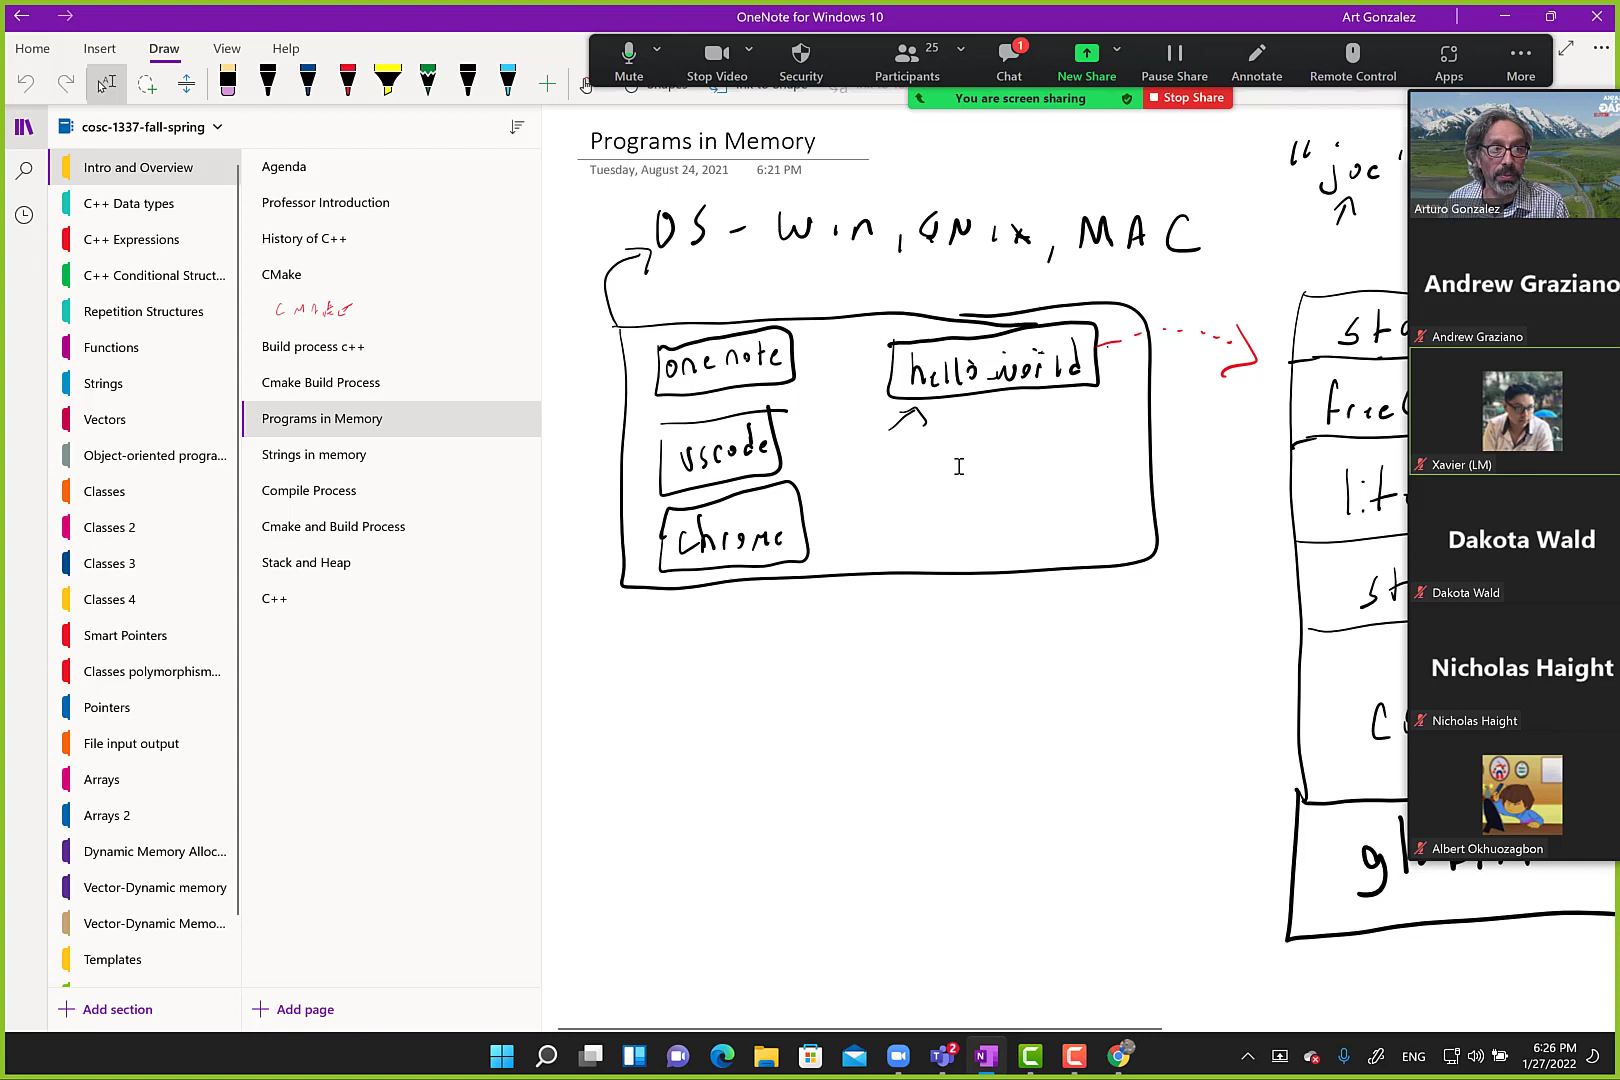 OneNote for Windows 10
Art Gonzalez
Home Insert Draw View Help
Mute Stop Video Security Participants 25 Chat 1 New Share Pause Share Annotate Remote Control Apps More
You are screen sharing Stop Share
cosc-1337-fall-spring
Intro and Overview
C++ Data types
C++ Expressions
C++ Conditional Struct...
Repetition Structures
Functions
Strings
Vectors
Object-oriented progra...
Classes
Classes 2
Classes 3
Classes 4
Smart Pointers
Classes polymorphism...
Pointers
File input output
Arrays
Arrays 2
Dynamic Memory Alloc...
Vector-Dynamic memory
Vector-Dynamic Memo...
Templates
Add section
Agenda
Professor Introduction
History of C++
CMake
Build process c++
Cmake Build Process
Programs in Memory
Strings in memory
Compile Process
Cmake and Build Process
Stack and Heap
C++
Add page
Programs in Memory
Tuesday, August 24, 2021 6:21 PM
OS - Win, QNix, MAC
onenote
vscode
chrome
hello_world
"joe"
Arturo Gonzalez
Andrew Graziano
Andrew Graziano
Xavier (LM)
Dakota Wald
Dakota Wald
Nicholas Haight
Nicholas Haight
Albert Okhuozagbon
2
ENG
6:26 PM
1/27/2022